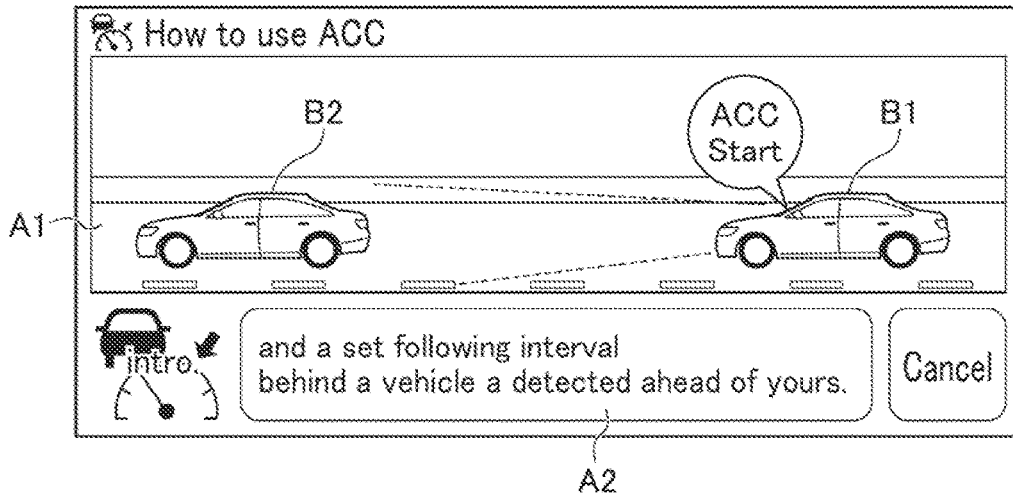 How to use ACC
B2
ACC
Start
B1
A1
intro.
and a set following interval
behind a vehicle a detected ahead of yours.
Cancel
A2